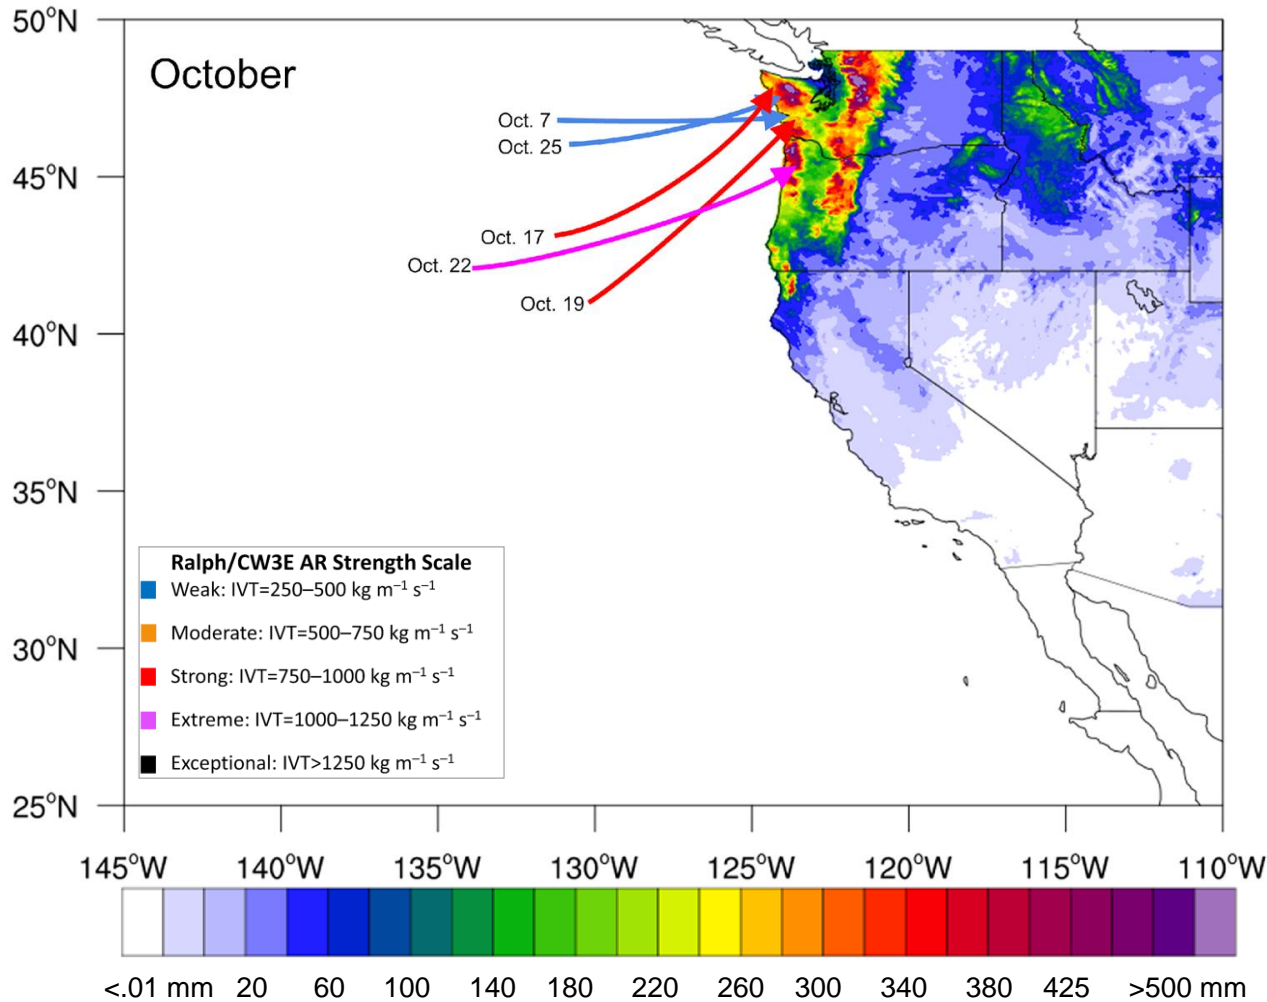 50°N
October
Oct. 7
Oct. 25
45°N
Oct. 17
Oct. 22
Oct. 19
40°N
35°N
Ralph/CW3E AR Strength Scale
Weak: IVT=250–500 kg m⁻¹ s⁻¹
Moderate: IVT=500–750 kg m⁻¹ s⁻¹
Strong: IVT=750–1000 kg m⁻¹ s⁻¹
Extreme: IVT=1000–1250 kg m⁻¹ s⁻¹
Exceptional: IVT>1250 kg m⁻¹ s⁻¹
30°N
25°N
145°W 140°W 135°W 130°W 125°W 120°W 115°W 110°W
<.01 mm 20 60 100 140 180 220 260 300 340 380 425 >500 mm